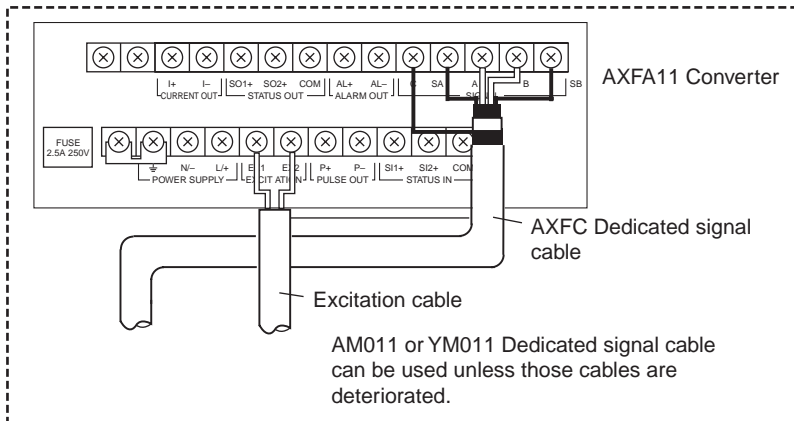 I+ I– SO1+ SO2+ COM AL+ AL– C SA A B SB
CURRENT OUT STATUS OUT ALARM OUT
AXFA11 Converter
FUSE
2.5A 250V
N/– L/+ EX2 P+ P– SI1+ SI2+
POWER SUPPLY EXCITATION PULSE OUT STATUS IN
AXFC Dedicated signal
cable
Excitation cable
AM011 or YM011 Dedicated signal cable
can be used unless those cables are
deteriorated.